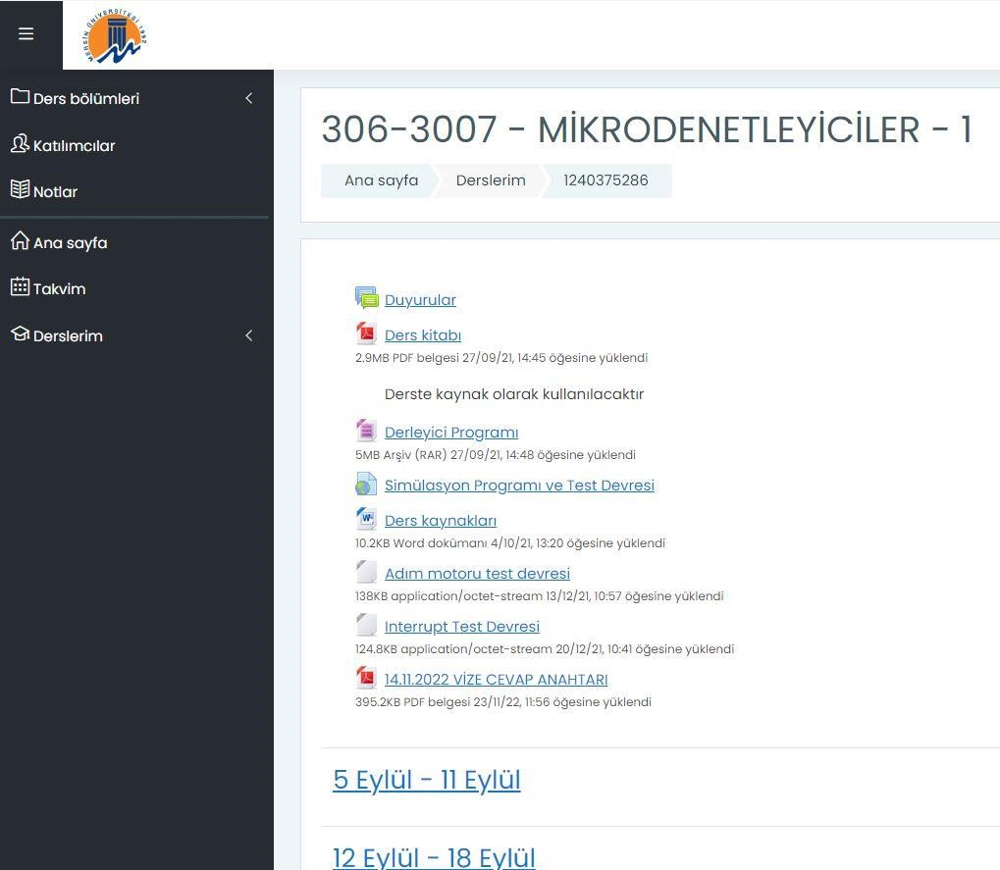 MERSİN ÜNİVERSİTESİ 1992
Ders bölümleri
Katılımcılar
Notlar
Ana sayfa
Takvim
Derslerim
306-3007 - MİKRODENETLEYİCİLER - 1
Ana sayfa Derslerim 1240375286
Duyurular
Ders kitabı
2.9MB PDF belgesi 27/09/21, 14:45 öğesine yüklendi
Derste kaynak olarak kullanılacaktır
Derleyici Programı
5MB Arşiv (RAR) 27/09/21, 14:48 öğesine yüklendi
Simülasyon Programı ve Test Devresi
Ders kaynakları
10.2KB Word dokümanı 4/10/21, 13:20 öğesine yüklendi
Adım motoru test devresi
138KB application/octet-stream 13/12/21, 10:57 öğesine yüklendi
Interrupt Test Devresi
124.8KB application/octet-stream 20/12/21, 10:41 öğesine yüklendi
14.11.2022 VİZE CEVAP ANAHTARI
395.2KB PDF belgesi 23/11/22, 11:56 öğesine yüklendi
5 Eylül - 11 Eylül
12 Eylül - 18 Eylül